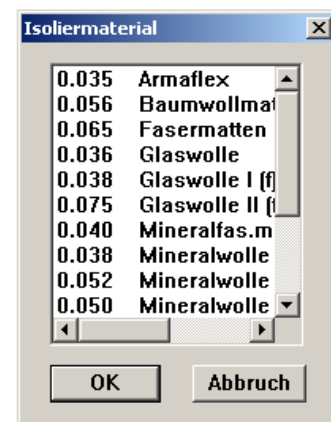 Isoliermaterial
0.035 Armaflex
0.056 Baumwollmat
0.065 Fasermatten
0.036 Glaswolle
0.038 Glaswolle I (f
0.075 Glaswolle II (f
0.040 Mineralfas.m
0.038 Mineralwolle
0.052 Mineralwolle
0.050 Mineralwolle
OK Abbruch